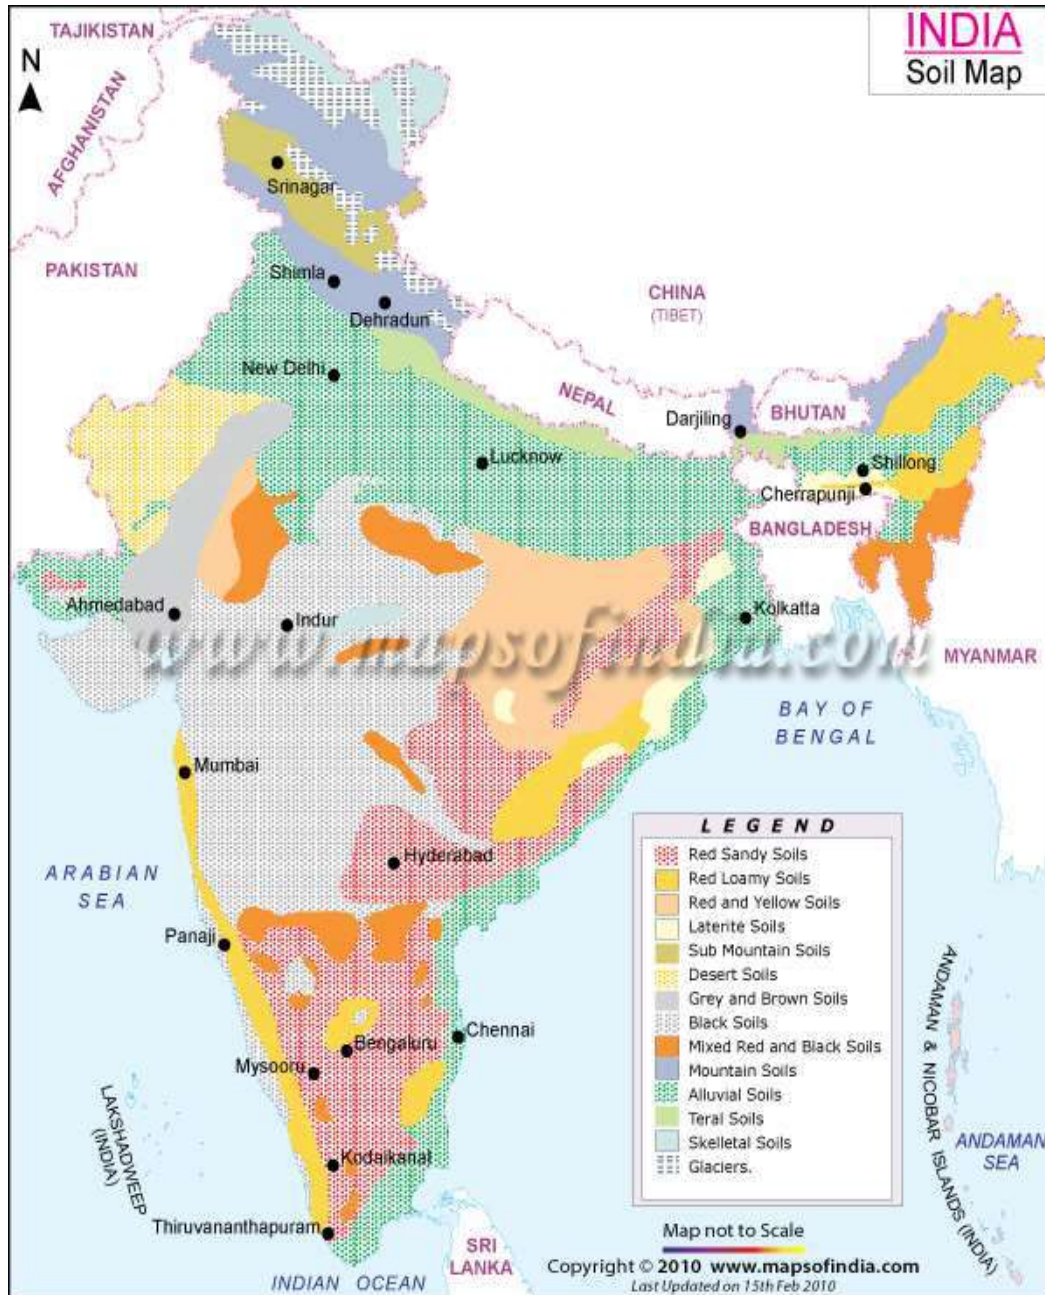 INDIA
Soil Map
TAJIKISTAN
N
AFGHANISTAN
Srinagar
PAKISTAN
Shimla
CHINA
(TIBET)
Dehradun
New Delhi
NEPAL
Darjiling
BHUTAN
Lucknow
Shillong
Cherrapunji
BANGLADESH
Ahmedabad
Indur
Kolkatta
www.mapsofindia.com
MYANMAR
BAY OF
BENGAL
Mumbai
LEGEND
Red Sandy Soils
Red Loamy Soils
Red and Yellow Soils
Laterite Soils
Sub Mountain Soils
Desert Soils
Grey and Brown Soils
Black Soils
Mixed Red and Black Soils
Mountain Soils
Alluvial Soils
Teral Soils
Skelletal Soils
Glaciers.
Hyderabad
ARABIAN
SEA
Panaji
Chennai
Bengaluru
Mysooru
LAKSHADWEEP
(INDIA)
ANDAMAN & NICOBAR ISLANDS (INDIA)
ANDAMAN
SEA
Kodaikanal
Thiruvananthapuram
SRI
LANKA
INDIAN OCEAN
Map not to Scale
Copyright © 2010 www.mapsofindia.com
Last Updated on 15th Feb 2010